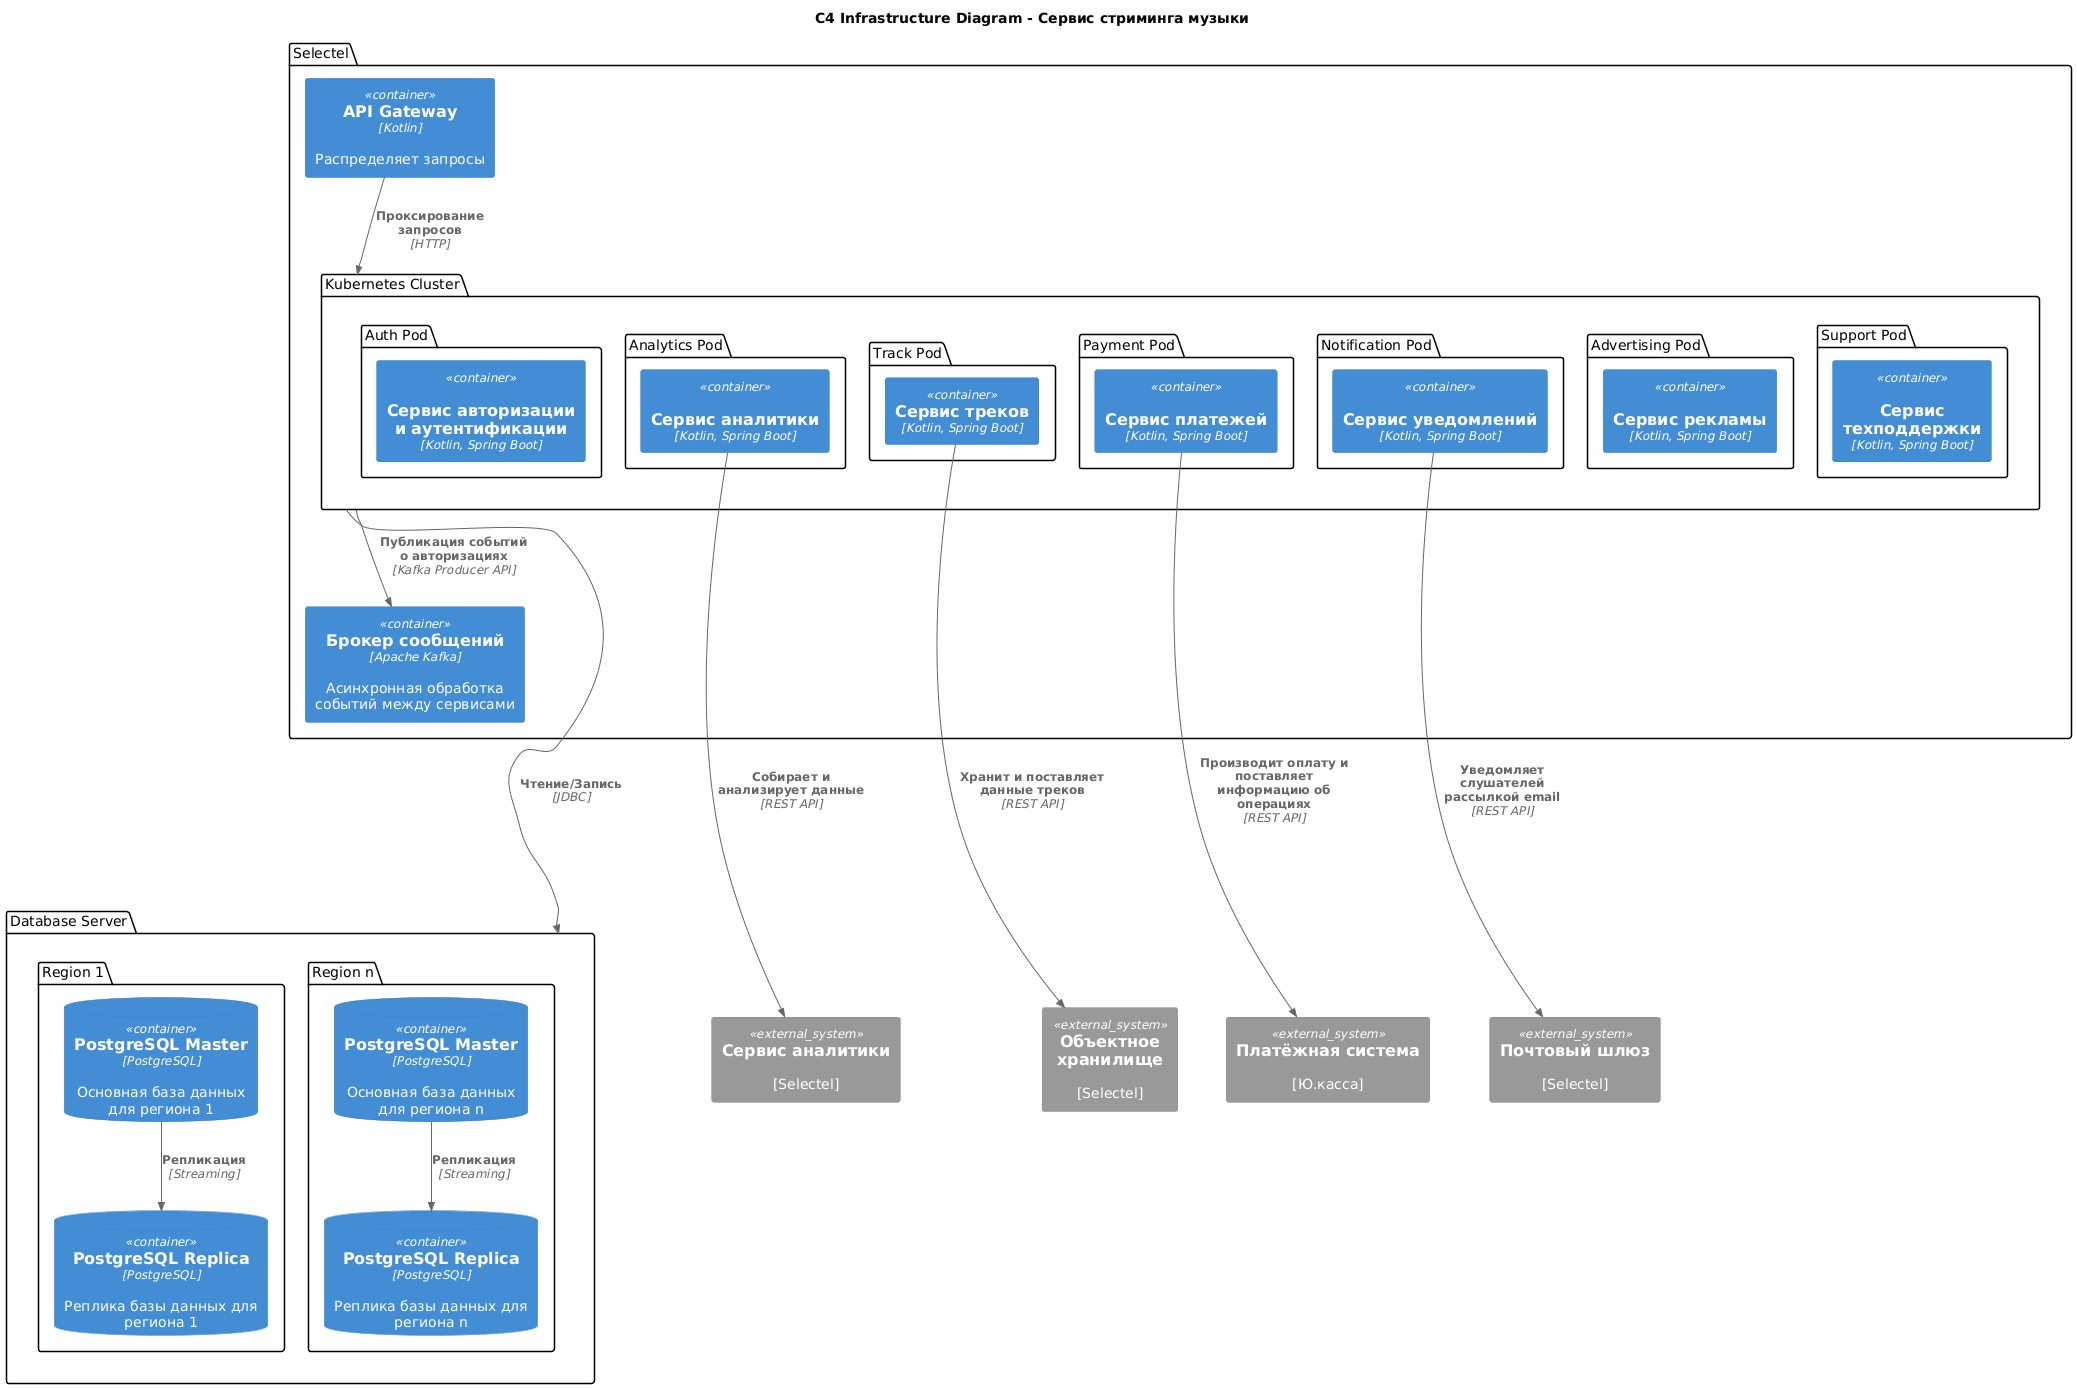 C4 Infrastructure Diagram - Сервис стриминга музыки
Selectel
«container»
API Gateway
[Kotlin]
Распределяет запросы
Проксирование
запросов
[HTTP]
Kubernetes Cluster
Auth Pod
«container»
Сервис авторизации
и аутентификации
[Kotlin, Spring Boot]
Analytics Pod
«container»
Сервис аналитики
[Kotlin, Spring Boot]
Track Pod
«container»
Сервис треков
[Kotlin, Spring Boot]
Payment Pod
«container»
Сервис платежей
[Kotlin, Spring Boot]
Notification Pod
«container»
Сервис уведомлений
[Kotlin, Spring Boot]
Advertising Pod
«container»
Сервис рекламы
[Kotlin, Spring Boot]
Support Pod
«container»
Сервис
техподдержки
[Kotlin, Spring Boot]
Публикация событий
о авторизациях
[Kafka Producer API]
«container»
Брокер сообщений
[Apache Kafka]
Асинхронная обработка
событий между сервисами
Чтение/Запись
[JDBC]
Собирает и
анализирует данные
[REST API]
Хранит и поставляет
данные треков
[REST API]
Производит оплату и
поставляет
информацию об
операциях
[REST API]
Уведомляет
слушателей
рассылкой email
[REST API]
Database Server
Region 1
«container»
PostgreSQL Master
[PostgreSQL]
Основная база данных
для региона 1
Репликация
[Streaming]
«container»
PostgreSQL Replica
[PostgreSQL]
Реплика базы данных для
региона 1
Region n
«container»
PostgreSQL Master
[PostgreSQL]
Основная база данных
для региона n
Репликация
[Streaming]
«container»
PostgreSQL Replica
[PostgreSQL]
Реплика базы данных для
региона n
«external_system»
Сервис аналитики
[Selectel]
«external_system»
Объектное
хранилище
[Selectel]
«external_system»
Платёжная система
[Ю.касса]
«external_system»
Почтовый шлюз
[Selectel]